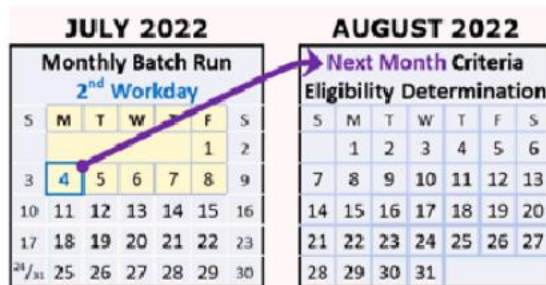 JULY 2022
Monthly Batch Run
2nd Workday
S M T W T F S
1 2
3 4 5 6 7 8 9
10 11 12 13 14 15 16
17 18 19 20 21 22 23
24/31 25 26 27 28 29 30
AUGUST 2022
Next Month Criteria
Eligibility Determination
S M T W T F S
1 2 3 4 5 6
7 8 9 10 11 12 13
14 15 16 17 18 19 20
21 22 23 24 25 26 27
28 29 30 31